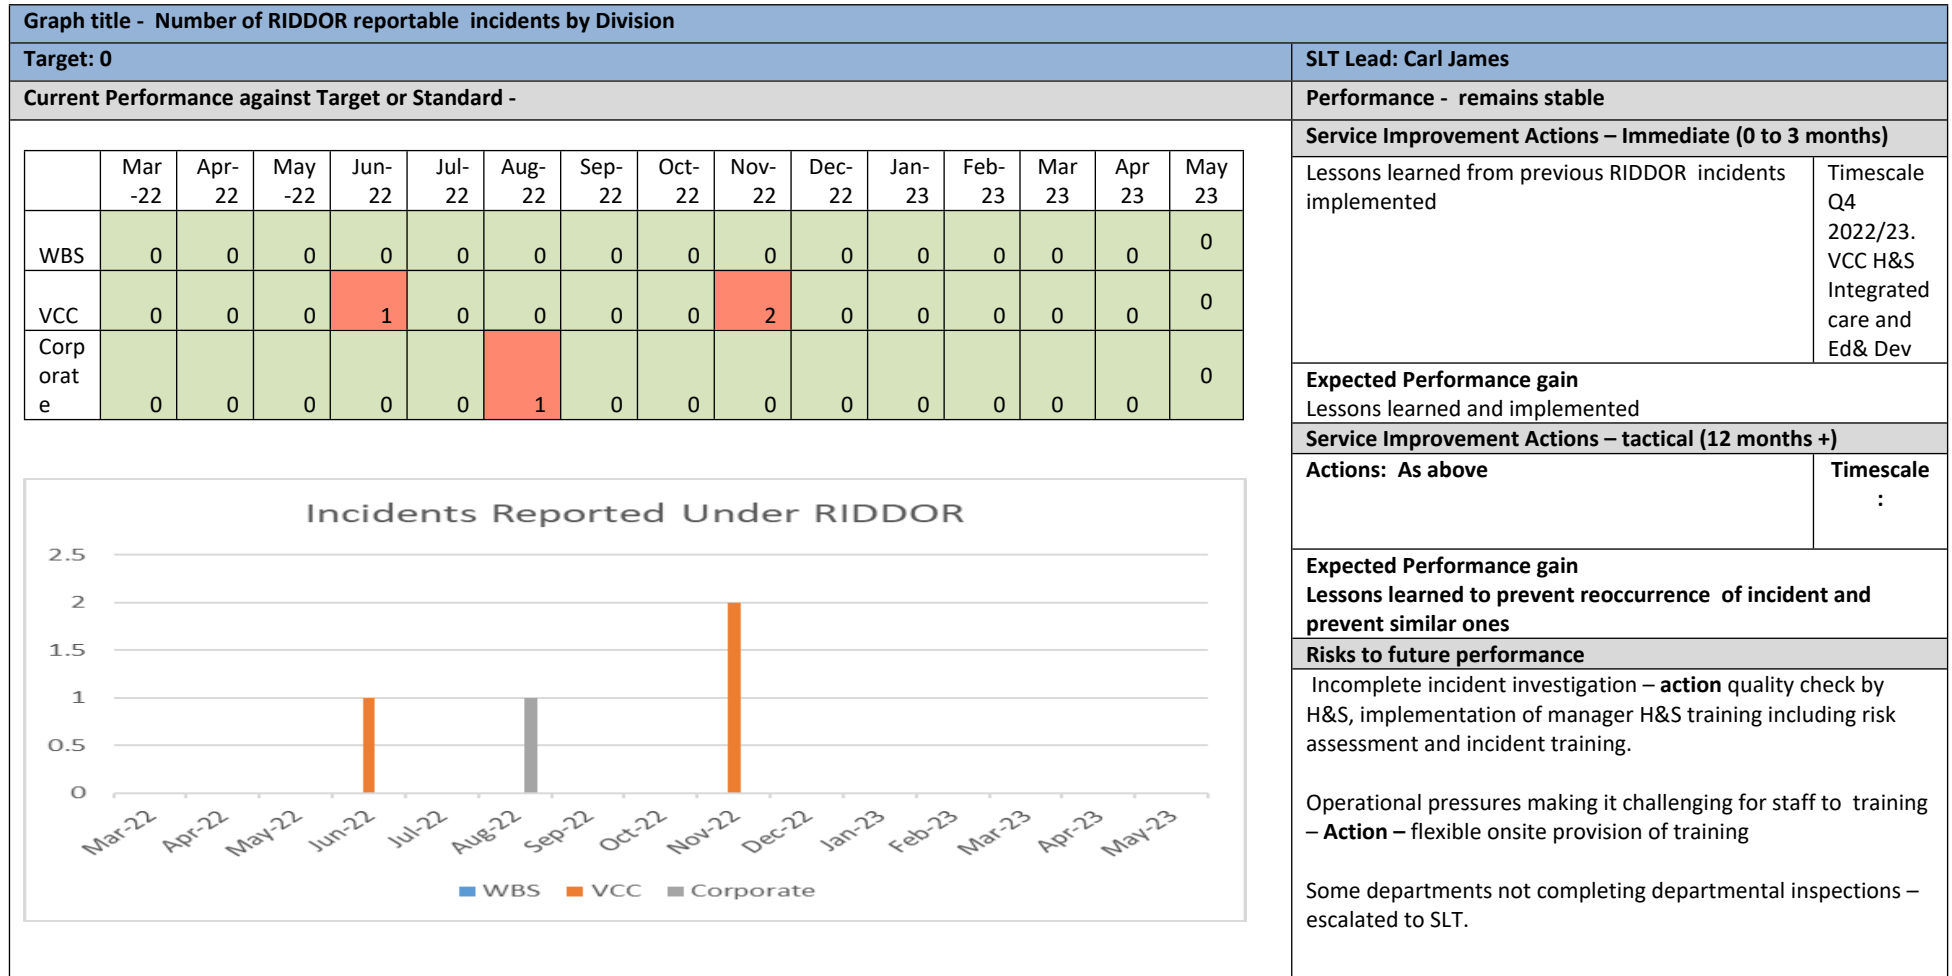 Graph title -  Number of RIDDOR reportable  incidents by Division
Target: 0
SLT Lead: Carl James
Current Performance against Target or Standard -
Performance -  remains stable
Mar -22 Apr-22 May -22 Jun-22 Jul-22 Aug-22 Sep-22 Oct-22 Nov-22 Dec-22 Jan-23 Feb-23 Mar 23 Apr 23 May 23
WBS 0 0 0 0 0 0 0 0 0 0 0 0 0 0 0
VCC 0 0 0 1 0 0 0 0 2 0 0 0 0 0 0
Corp
orat
e 0 0 0 0 0 1 0 0 0 0 0 0 0 0 0
Incidents Reported Under RIDDOR
2.5
2
1.5
1
0.5
0
Mar-22 Apr-22 May-22 Jun-22 Jul-22 Aug-22 Sep-22 Oct-22 Nov-22 Dec-22 Jan-23 Feb-23 Mar-23 Apr-23 May-23
WBS VCC Corporate
Service Improvement Actions – Immediate (0 to 3 months)
Lessons learned from previous RIDDOR  incidents
implemented
Timescale
Q4
2022/23.
VCC H&S
Integrated
care and
Ed& Dev
Expected Performance gain
Lessons learned and implemented
Service Improvement Actions – tactical (12 months +)
Actions:  As above
Timescale
:
Expected Performance gain
Lessons learned to prevent reoccurrence  of incident and
prevent similar ones
Risks to future performance
Incomplete incident investigation – action quality check by
H&S, implementation of manager H&S training including risk
assessment and incident training.
Operational pressures making it challenging for staff to  training
– Action – flexible onsite provision of training
Some departments not completing departmental inspections –
escalated to SLT.